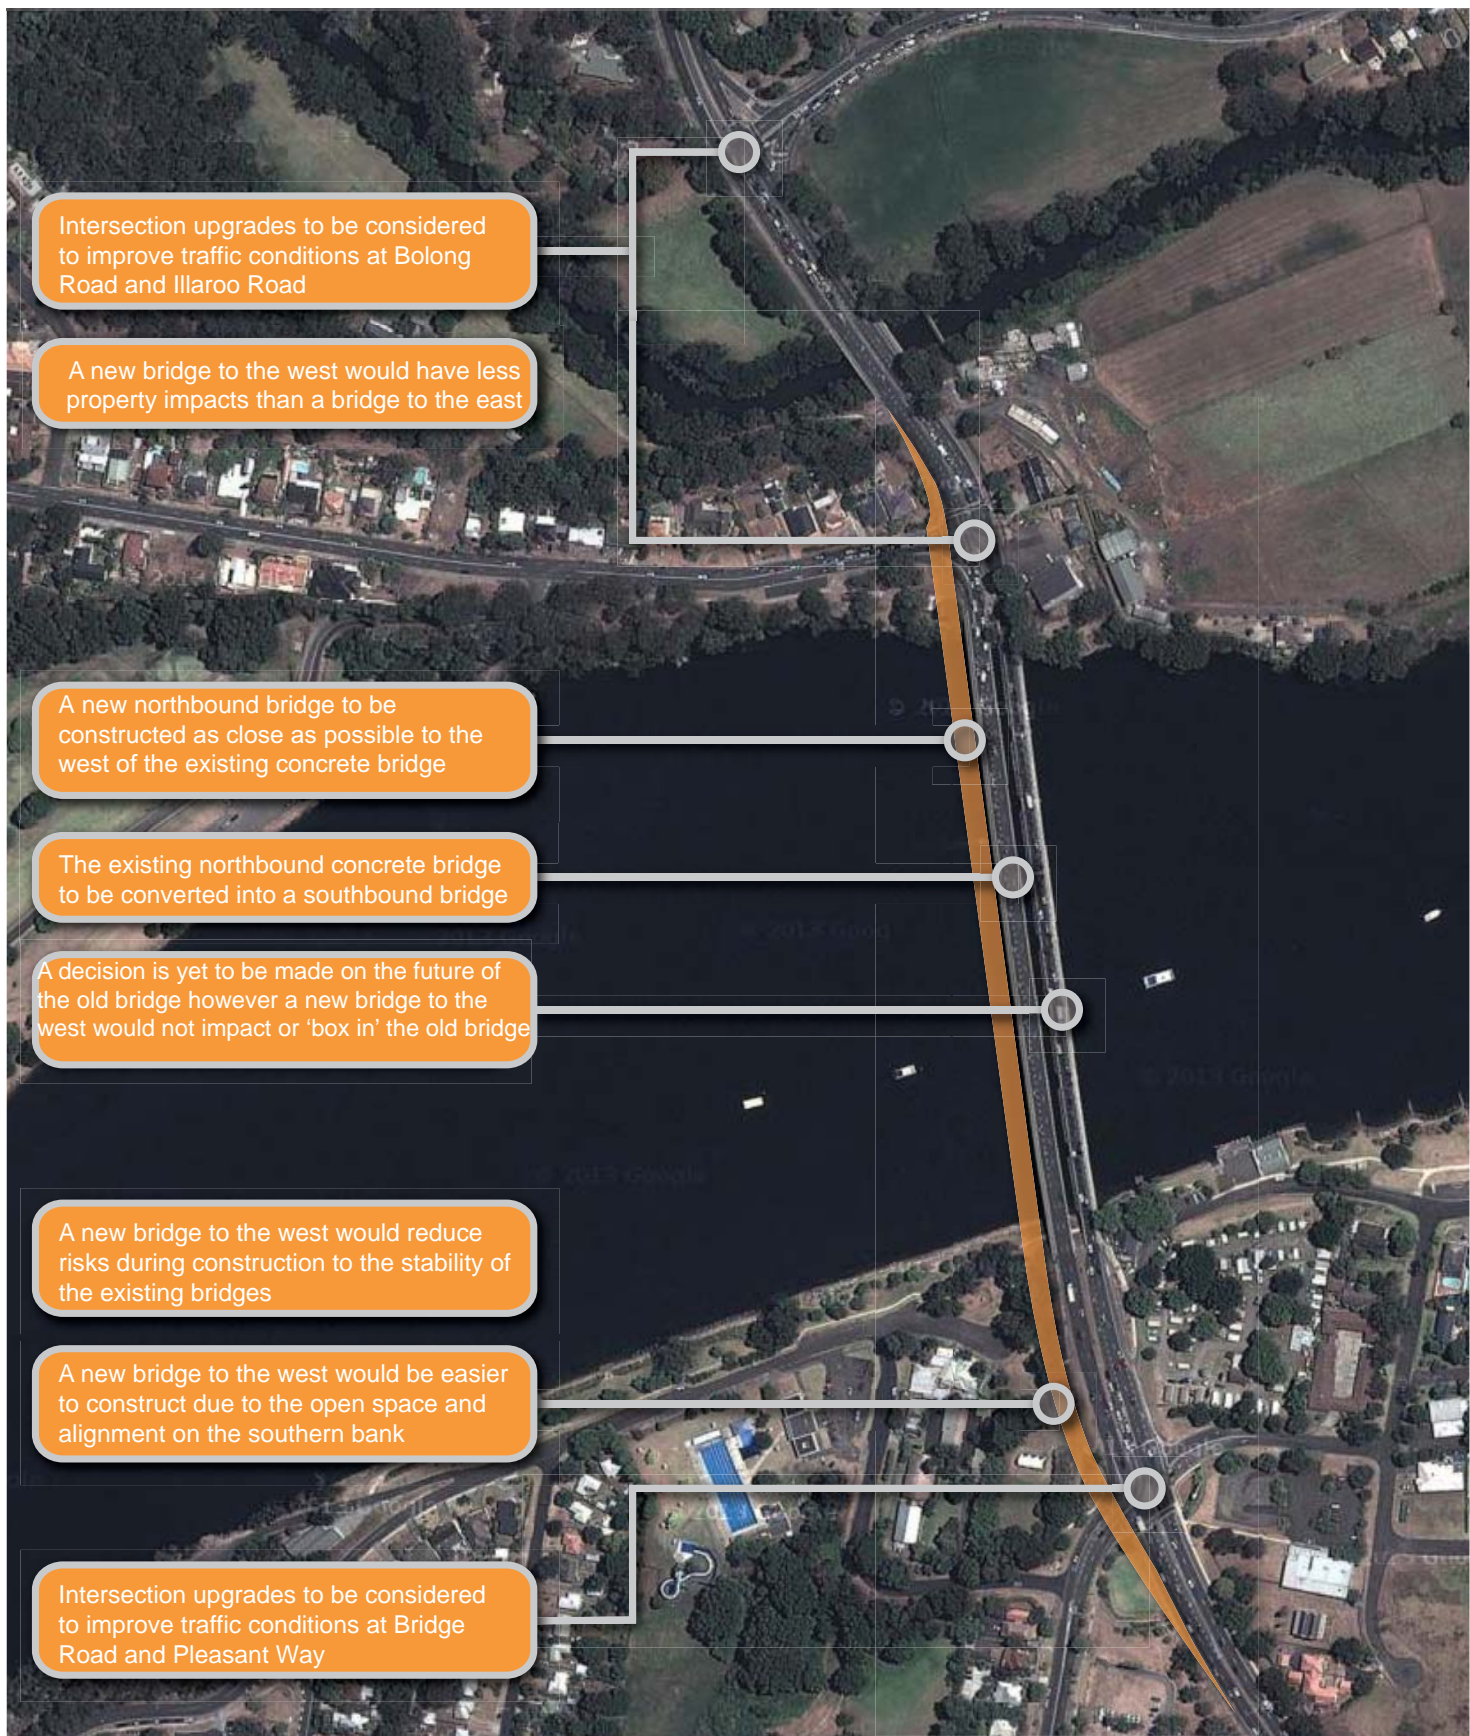 Intersection upgrades to be considered
to improve traffic conditions at Bolong
Road and Illaroo Road
A new bridge to the west would have less
property impacts than a bridge to the east
A new northbound bridge to be
constructed as close as possible to the
west of the existing concrete bridge
The existing northbound concrete bridge
to be converted into a southbound bridge
A decision is yet to be made on the future of
the old bridge however a new bridge to the
west would not impact or ‘box in’ the old bridge
© 2013 Google
© 2013 Google
A new bridge to the west would reduce
risks during construction to the stability of
the existing bridges
A new bridge to the west would be easier
to construct due to the open space and
alignment on the southern bank
Intersection upgrades to be considered
to improve traffic conditions at Bridge
Road and Pleasant Way